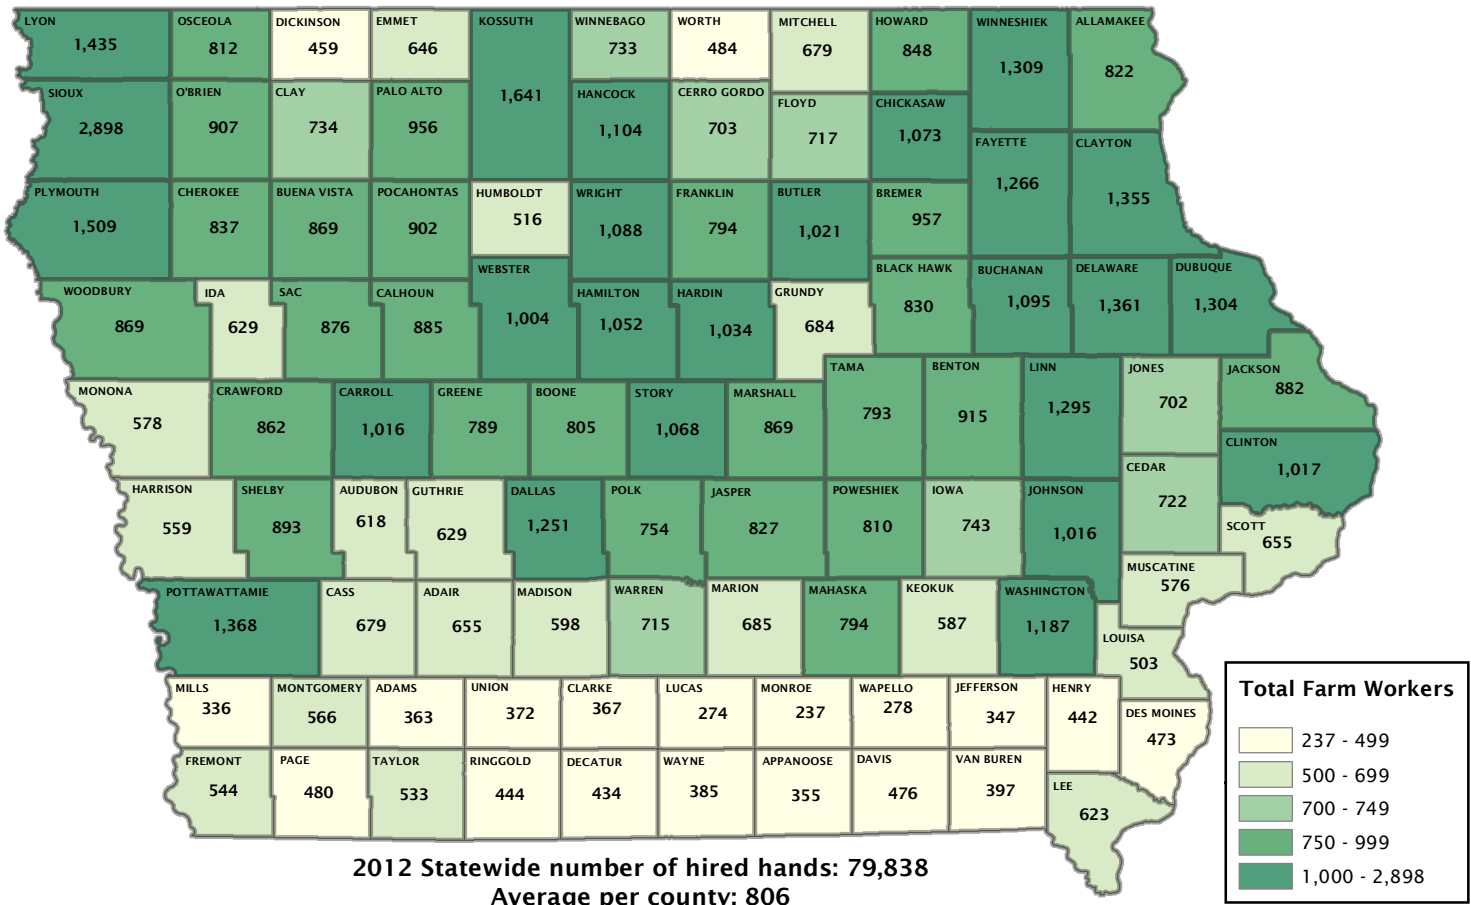 LYON
1,435
OSCEOLA
812
DICKINSON
459
EMMET
646
KOSSUTH
1,641
WINNEBAGO
733
WORTH
484
MITCHELL
679
HOWARD
848
WINNESHIEK
1,309
ALLAMAKEE
822
SIOUX
2,898
O'BRIEN
907
CLAY
734
PALO ALTO
956
HANCOCK
1,104
CERRO GORDO
703
FLOYD
717
CHICKASAW
1,073
FAYETTE
1,266
CLAYTON
1,355
PLYMOUTH
1,509
CHEROKEE
837
BUENA VISTA
869
POCAHONTAS
902
HUMBOLDT
516
WRIGHT
1,088
FRANKLIN
794
BUTLER
1,021
BREMER
957
WOODBURY
869
IDA
629
SAC
876
CALHOUN
885
WEBSTER
1,004
HAMILTON
1,052
HARDIN
1,034
GRUNDY
684
BLACK HAWK
830
BUCHANAN
1,095
DELAWARE
1,361
DUBUQUE
1,304
MONONA
578
CRAWFORD
862
CARROLL
1,016
GREENE
789
BOONE
805
STORY
1,068
MARSHALL
869
TAMA
793
BENTON
915
LINN
1,295
JONES
702
JACKSON
882
CLINTON
1,017
HARRISON
559
SHELBY
893
AUDUBON
618
GUTHRIE
629
DALLAS
1,251
POLK
754
JASPER
827
POWESHIEK
810
IOWA
743
JOHNSON
1,016
CEDAR
722
SCOTT
655
MUSCATINE
576
POTTAWATTAMIE
1,368
CASS
679
ADAIR
655
MADISON
598
WARREN
715
MARION
685
MAHASKA
794
KEOKUK
587
WASHINGTON
1,187
LOUISA
503
MILLS
336
MONTGOMERY
566
ADAMS
363
UNION
372
CLARKE
367
LUCAS
274
MONROE
237
WAPELLO
278
JEFFERSON
347
HENRY
442
DES MOINES
473
FREMONT
544
PAGE
480
TAYLOR
533
RINGGOLD
444
DECATUR
434
WAYNE
385
APPANOOSE
355
DAVIS
476
VAN BUREN
397
LEE
623
Total Farm Workers
237 - 499
500 - 699
700 - 749
750 - 999
1,000 - 2,898
2012 Statewide number of hired hands: 79,838
Average per county: 806